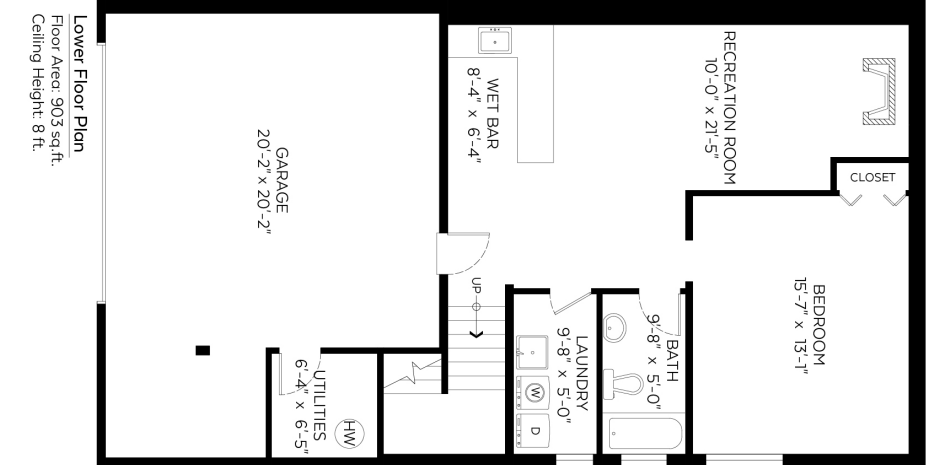 Lower Floor Plan
Floor Area: 903 sq.ft.
Ceiling Height: 8 ft.
GARAGE
20'-2" x 20'-2"
WET BAR
8'-4" x 6'-4"
RECREATION ROOM
10'-0" x 21'-5"
CLOSET
BEDROOM
15'-7" x 13'-1"
UP
BATH
9'-8" x 5'-0"
LAUNDRY
9'-8" x 5'-0"
W
D
UTILITIES
6'-4" x 6'-5"
HW